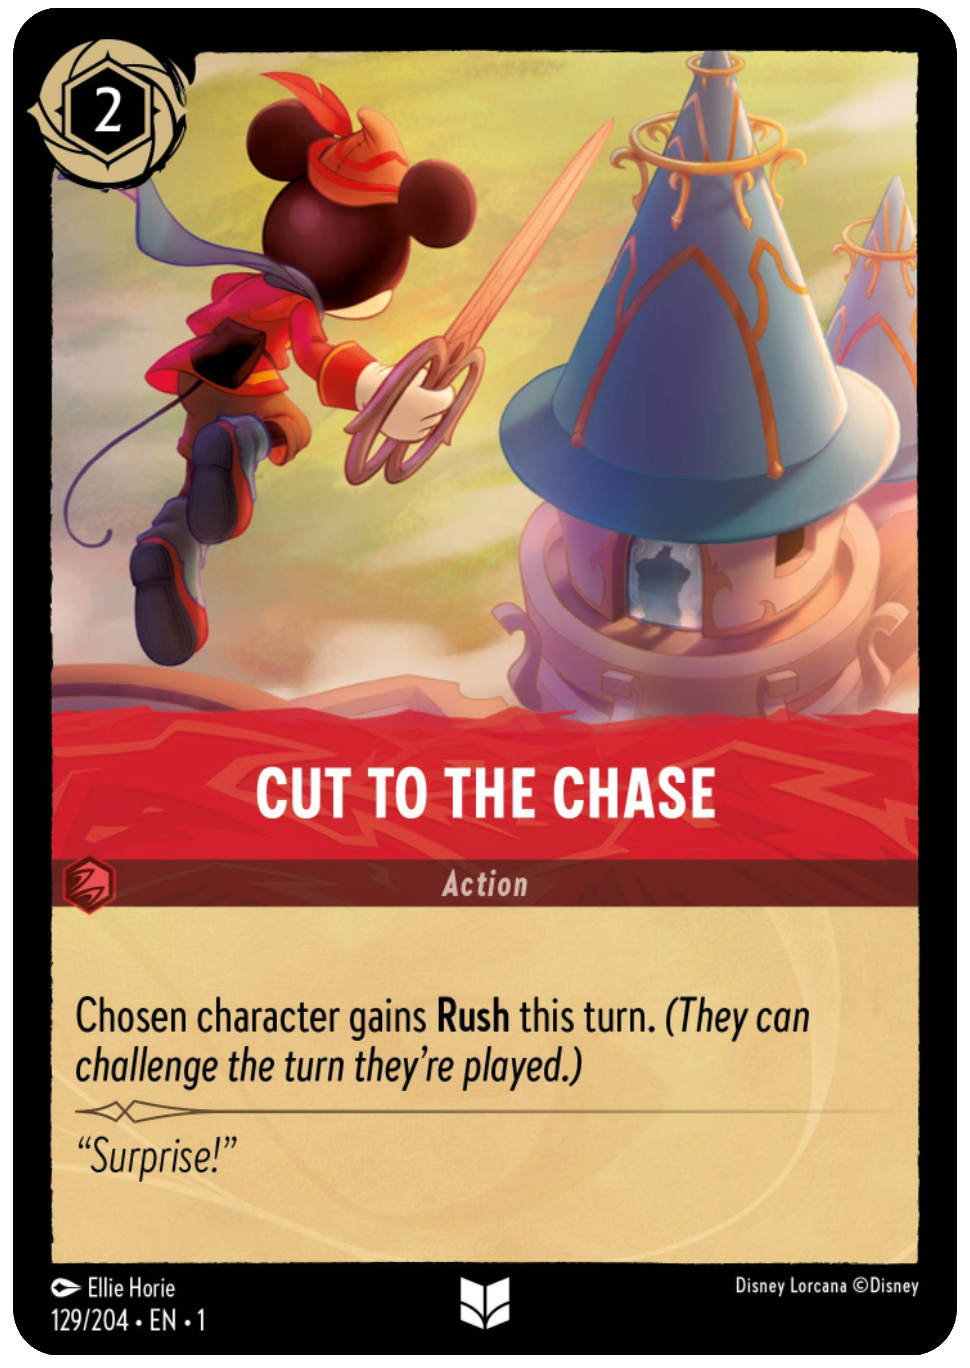 2
CUT TO THE CHASE
Action
Chosen character gains Rush this turn. (They can
challenge the turn they’re played.)
“Surprise!”
Ellie Horie
Disney Lorcana ©Disney
129/204 • EN • 1